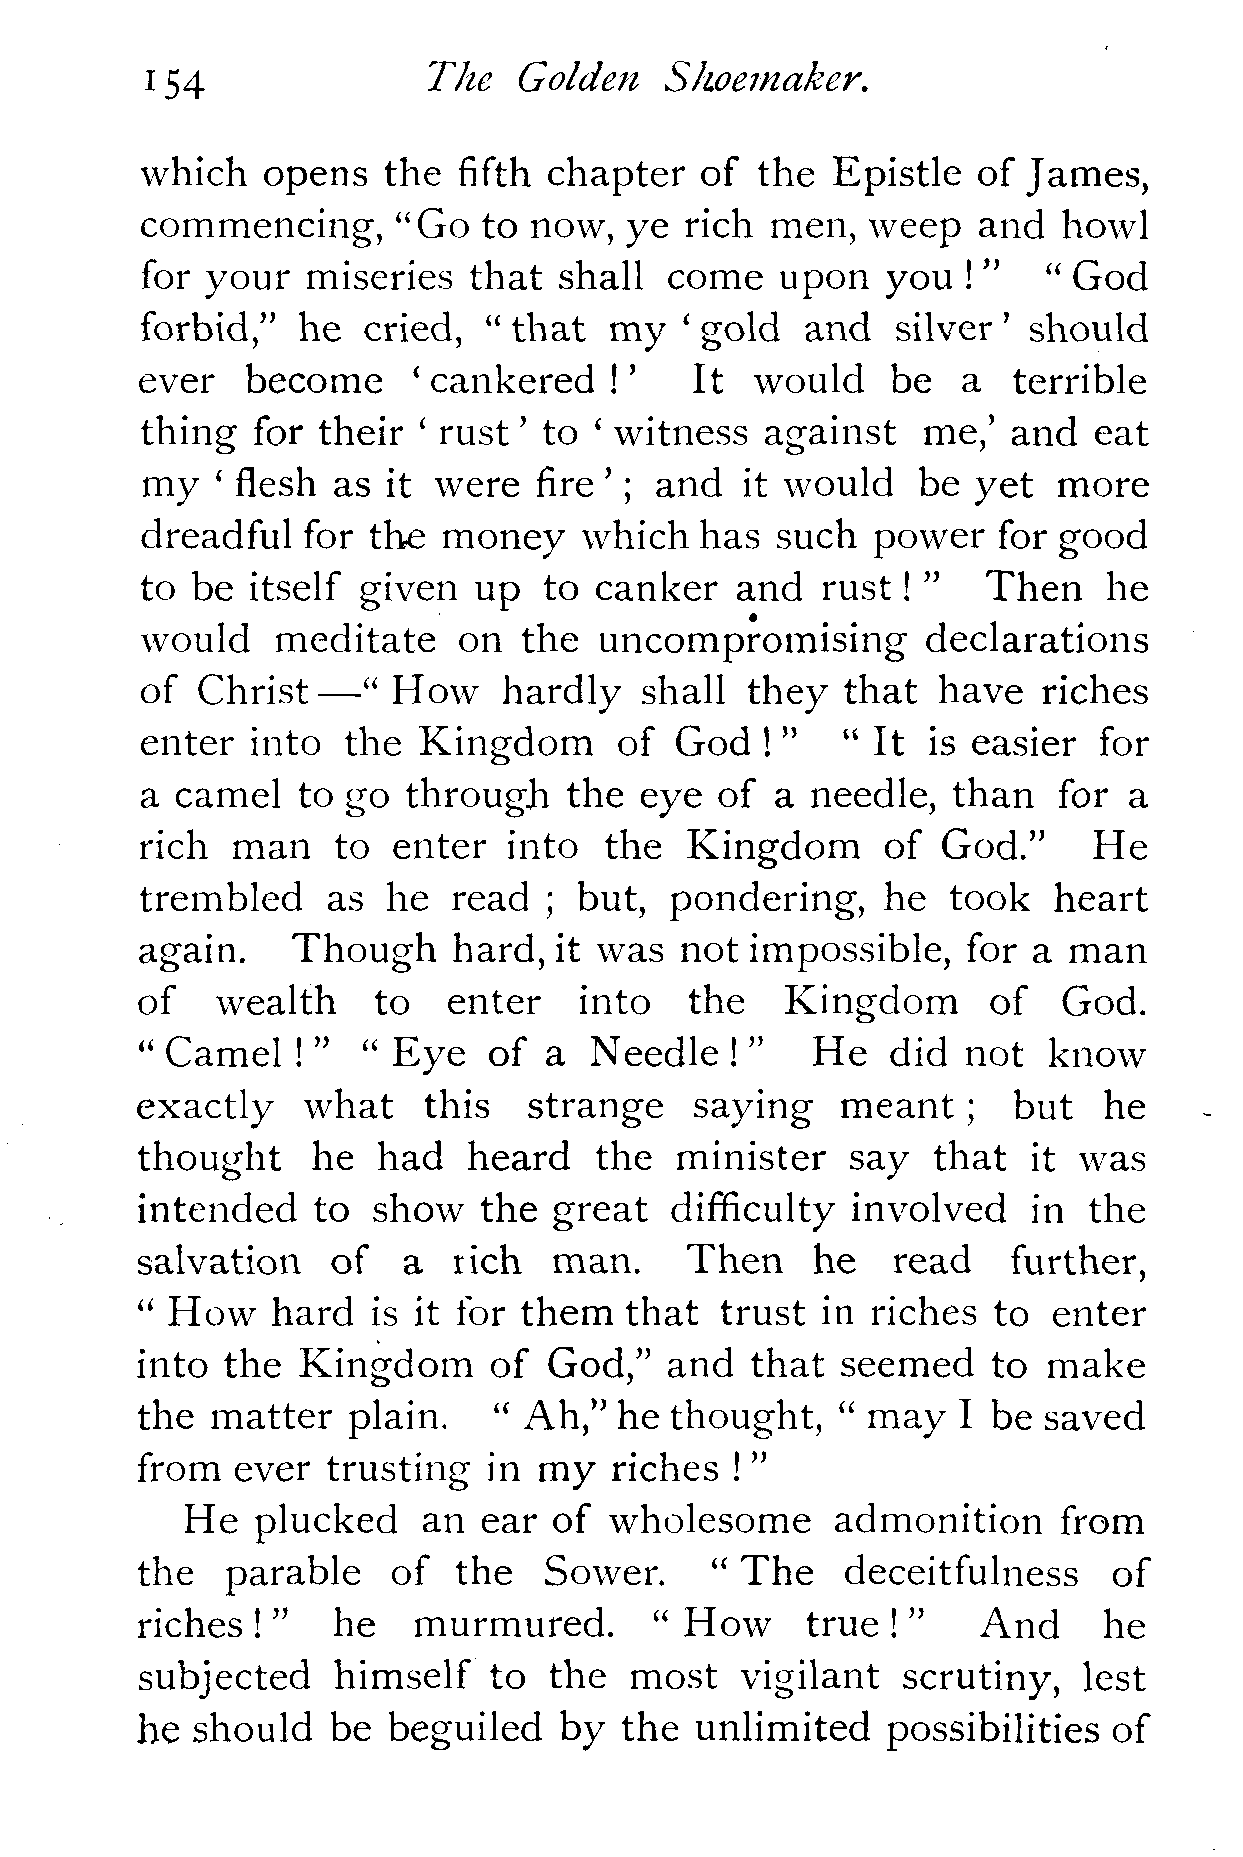 154 The Golden Shoemaker.
which opens the fifth chapter of the Epistle of James,
commencing, “Go to now, ye rich men, weep and howl
for your miseries that shall come upon you ! ” “ God
forbid,” he cried, “ that my ‘ gold and silver ’ should
ever become ‘ cankered ! ’ It would be a terrible
thing for their ‘ rust ’ to ‘ witness against me,’ and eat
my ‘ flesh as it were fire ’ ; and it would be yet more
dreadful for the money which has such power for good
to be itself given up to canker and rust ! ” Then he
would meditate on the uncompromising declarations
of Christ —“ How hardly shall they that have riches
enter into the Kingdom of God ! ” “ It is easier for
a camel to go through the eye of a needle, than for a
rich man to enter into the Kingdom of God.” He
trembled as he read ; but, pondering, he took heart
again. Though hard, it was not impossible, for a man
of wealth to enter into the Kingdom of God.
“ Camel ! ” “ Eye of a Needle ! ” He did not know
exactly what this strange saying meant ; but he
thought he had heard the minister say that it was
intended to show the great difficulty involved in the
salvation of a rich man. Then he read further,
“ How hard is it for them that trust in riches to enter
into the Kingdom of God,” and that seemed to make
the matter plain. “ Ah,” he thought, “ may I be saved
from ever trusting in my riches ! ”
He plucked an ear of wholesome admonition from
the parable of the Sower. “ The deceitfulness of
riches ! ” he murmured. “ How true ! ” And he
subjected himself to the most vigilant scrutiny, lest
he should be beguiled by the unlimited possibilities of